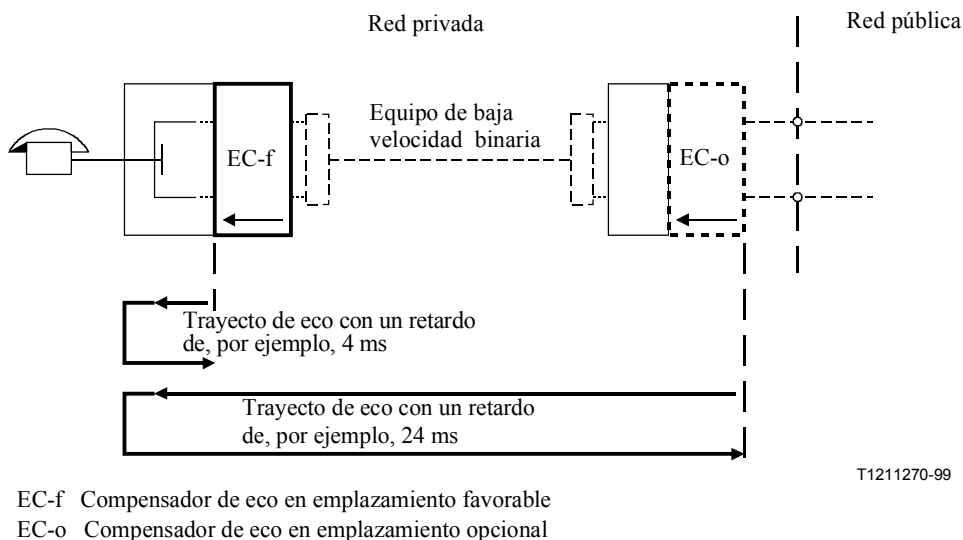 Red privada
Red pública
Equipo de baja
velocidad binaria
EC-f
EC-o
Trayecto de eco con un retardo
de, por ejemplo, 4 ms
Trayecto de eco con un retardo
de, por ejemplo, 24 ms
T1211270-99
EC-f Compensador de eco en emplazamiento favorable
EC-o Compensador de eco en emplazamiento opcional